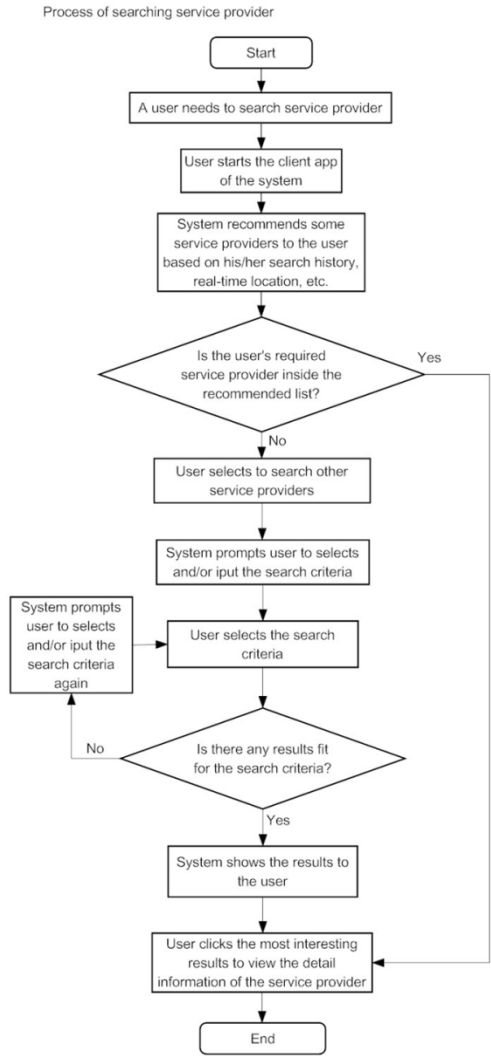 Process of searching service provider
Start
A user needs to search service provider
User starts the client app
of the system
System recommends some
service providers to the user
based on his/her search history,
real-time location, etc.
Is the user's required
service provider inside the
recommended list?
Yes
No
User selects to search other
service providers
System prompts user to selects
and/or iput the search criteria
System prompts
user to selects
and/or iput the
search criteria
again
User selects the search
criteria
Is there any results fit
for the search criteria?
No
Yes
System shows the results to
the user
User clicks the most interesting
results to view the detail
information of the service provider
End